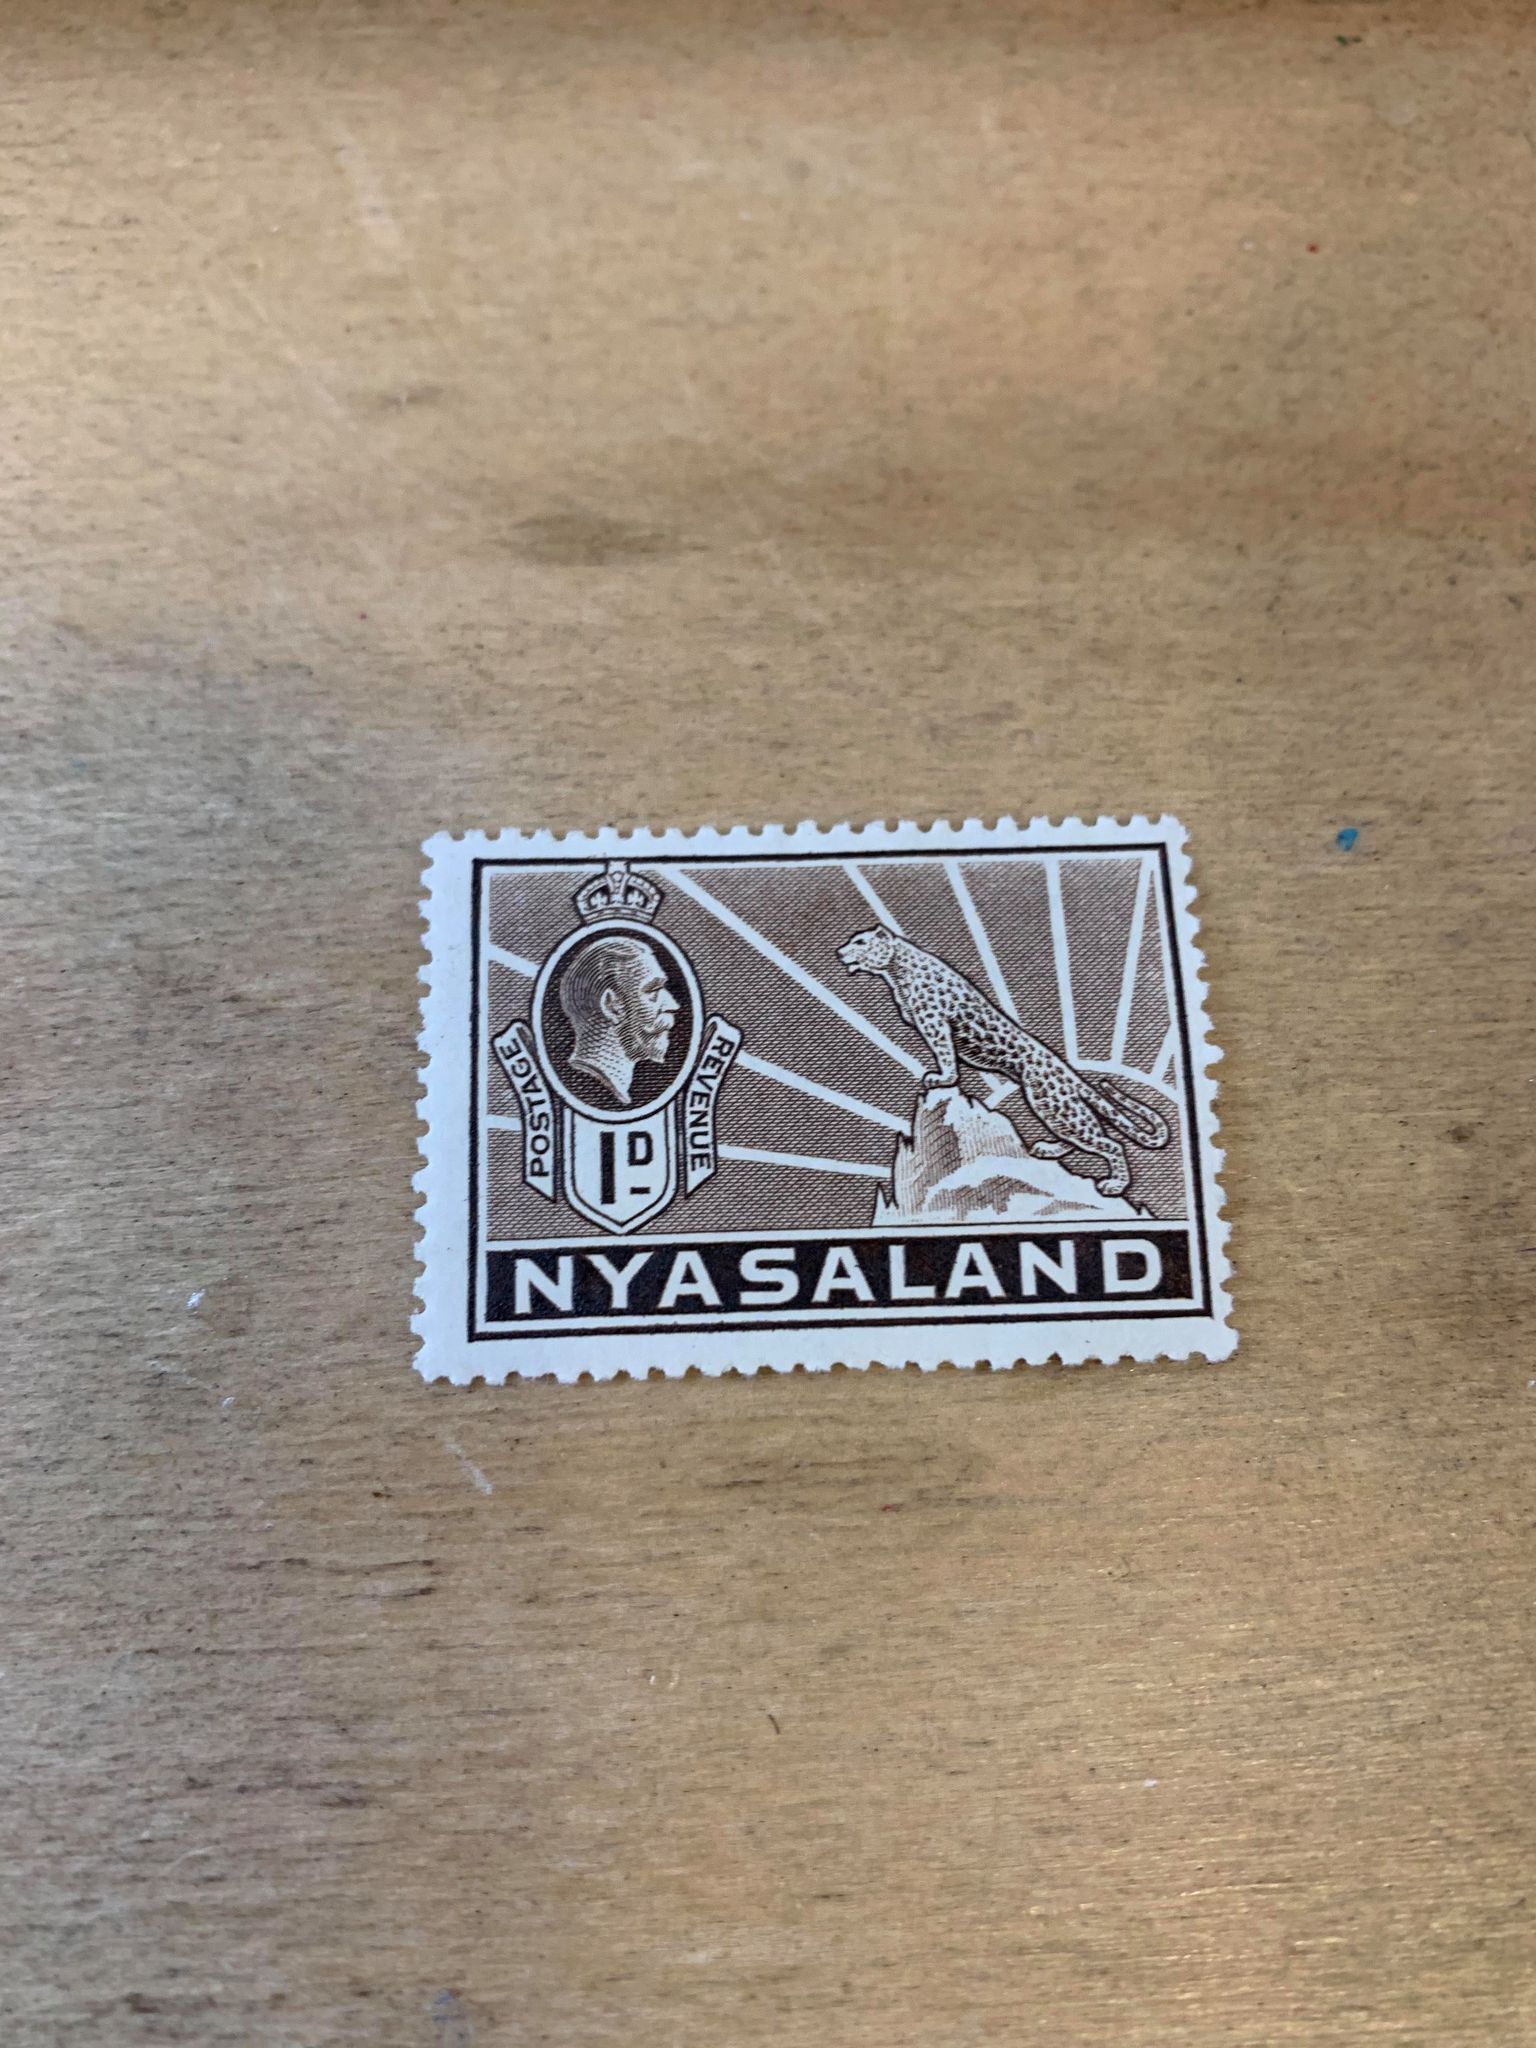 POSTAGE
REVENUE
1D.
NYASALAND